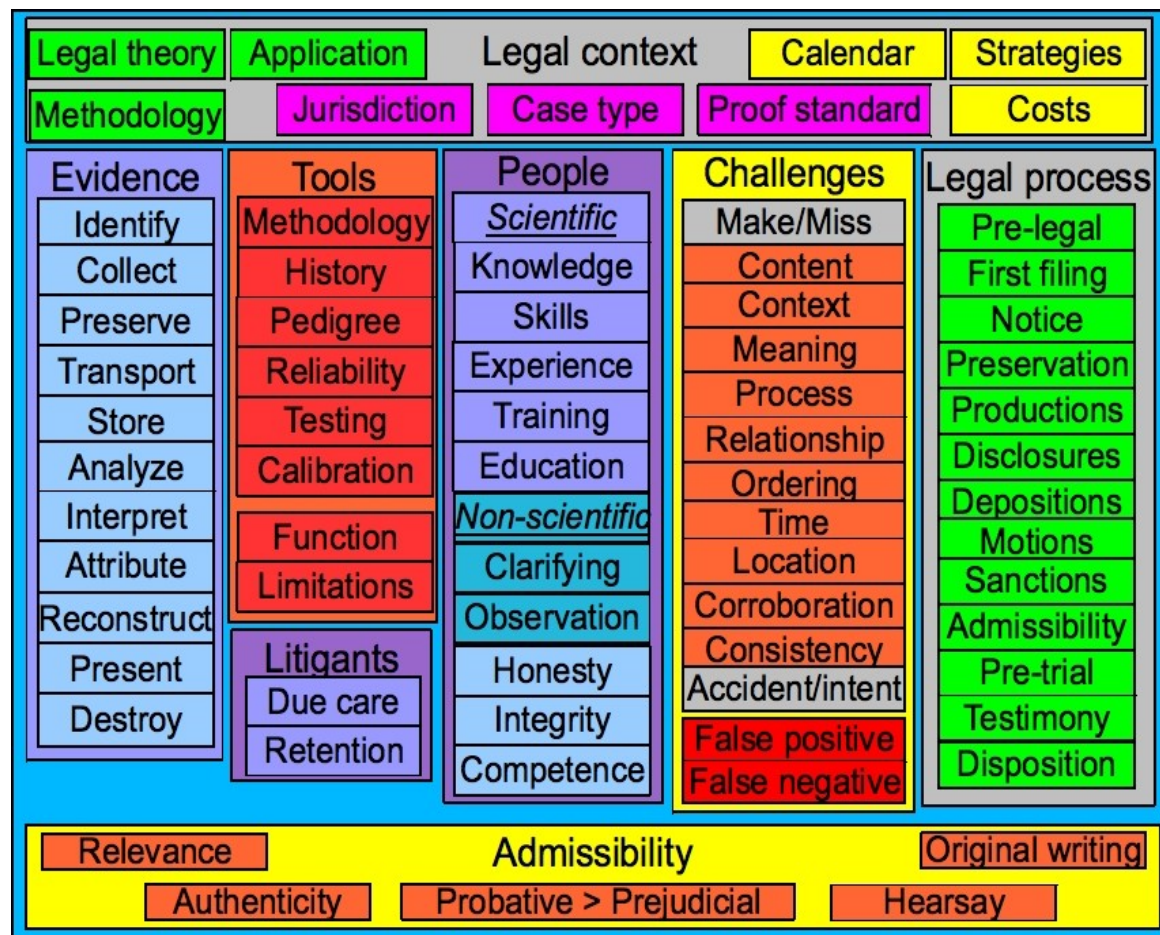 Legal theory
Application
Legal context
Calendar
Strategies
Methodology
Jurisdiction
Case type
Proof standard
Costs
Evidence
Identify
Collect
Preserve
Transport
Store
Analyze
Interpret
Attribute
Reconstruct
Present
Destroy
Tools
Methodology
History
Pedigree
Reliability
Testing
Calibration
Function
Limitations
Litigants
Due care
Retention
People
Scientific
Knowledge
Skills
Experience
Training
Education
Non-scientific
Clarifying
Observation
Honesty
Integrity
Competence
Challenges
Make/Miss
Content
Context
Meaning
Process
Relationship
Ordering
Time
Location
Corroboration
Consistency
Accident/intent
False positive
False negative
Legal process
Pre-legal
First filing
Notice
Preservation
Productions
Disclosures
Depositions
Motions
Sanctions
Admissibility
Pre-trial
Testimony
Disposition
Relevance
Admissibility
Original writing
Authenticity
Probative > Prejudicial
Hearsay